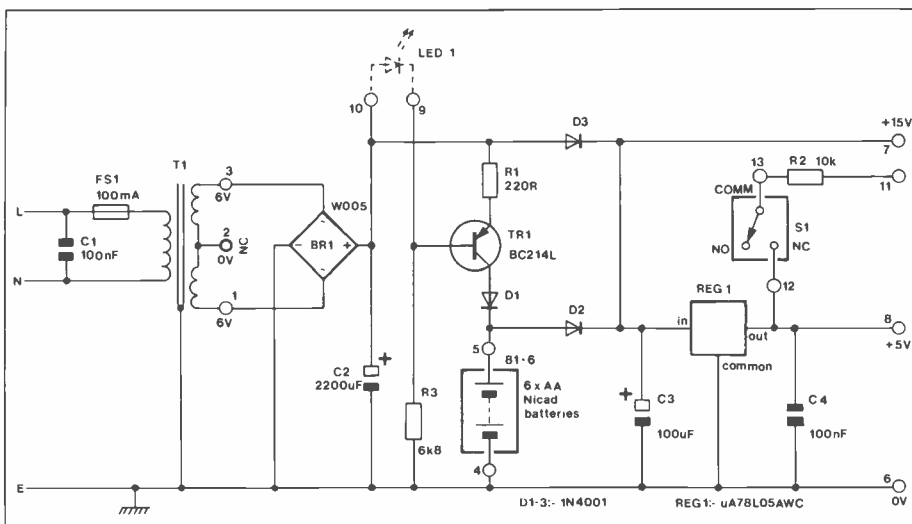 LED 1
10
9
D3
+15V
7
T1
FS1
100mA
3
6V
W005
R1
220R
13
R2 10k
11
COMM
L
C1
100nF
2
0V
NC
BR1
- +
-
-
TR1
BC214L
NO
NC
S1
12
N
1
6V
D1
D2
REG 1
in
out
common
8
+5V
C2
2200uF
+
5
B1-6
6 x AA
Nicad
batteries
R3
6k8
4
+
C3
100uF
C4
100nF
E
6
0V
D1-3:- 1N4001
REG1:- uA78L05AWC